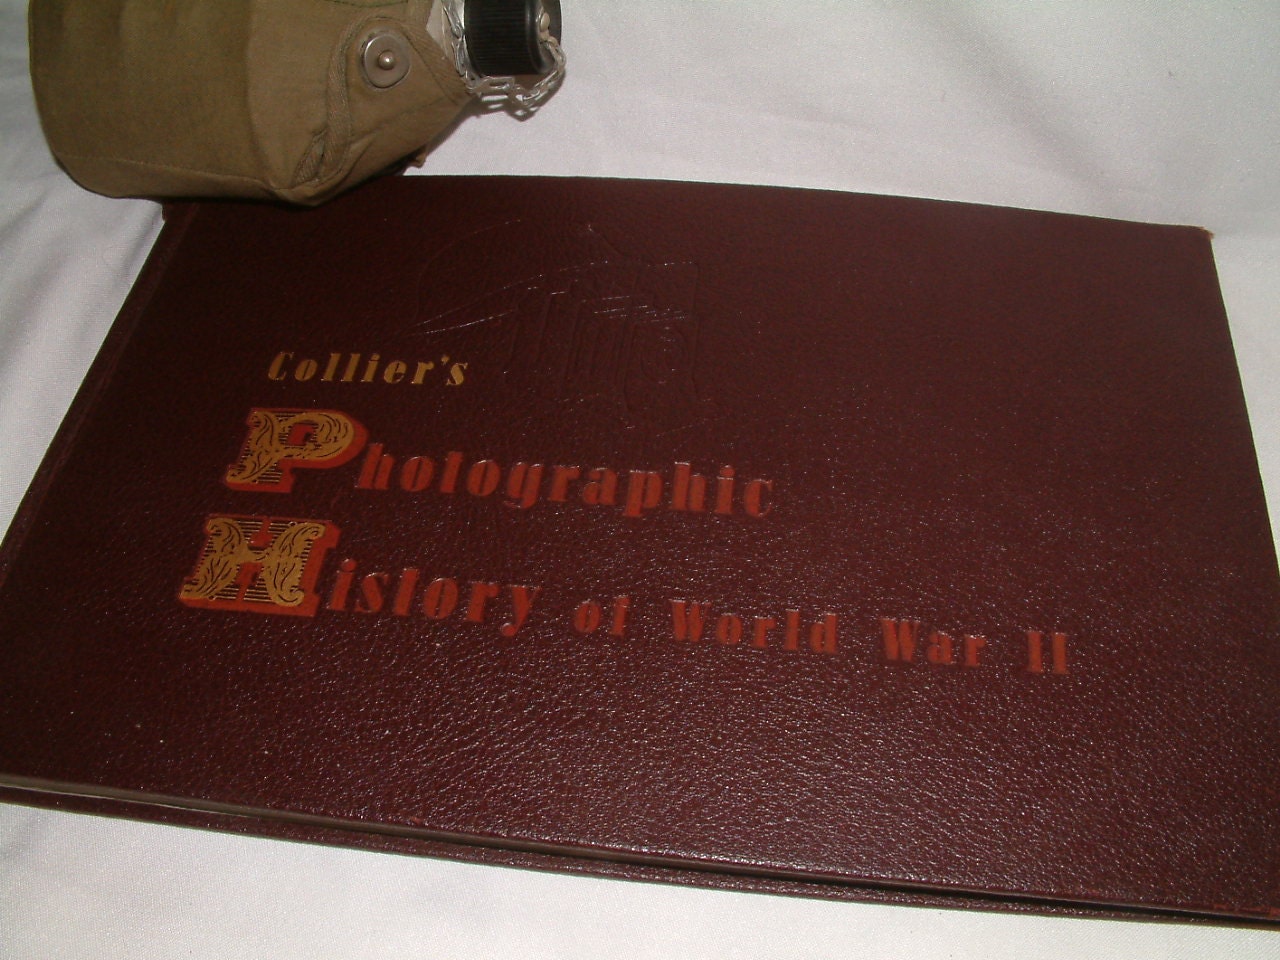 Collier's
Photographic
History of World War II